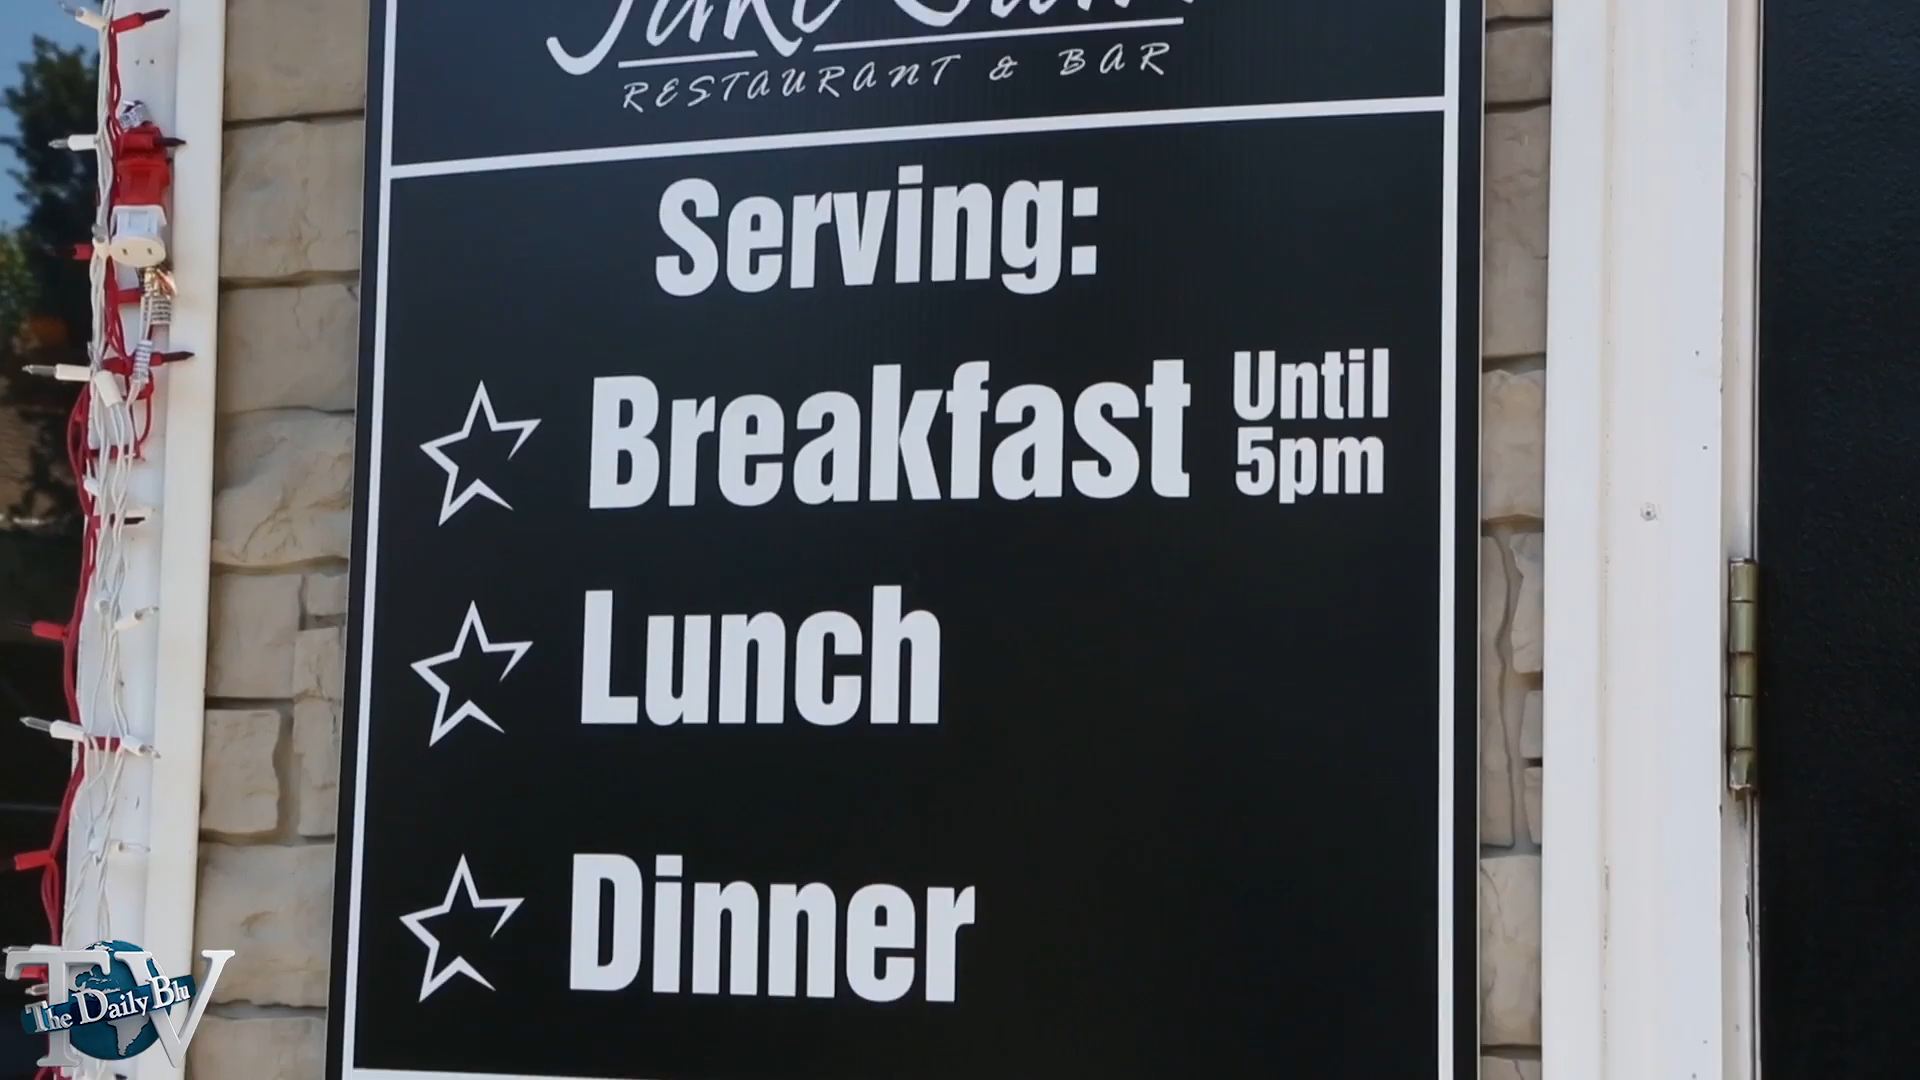 RESTAURANT & BAR
Serving:
Breakfast Until 5pm
Lunch
Dinner
TV
The Daily Blu